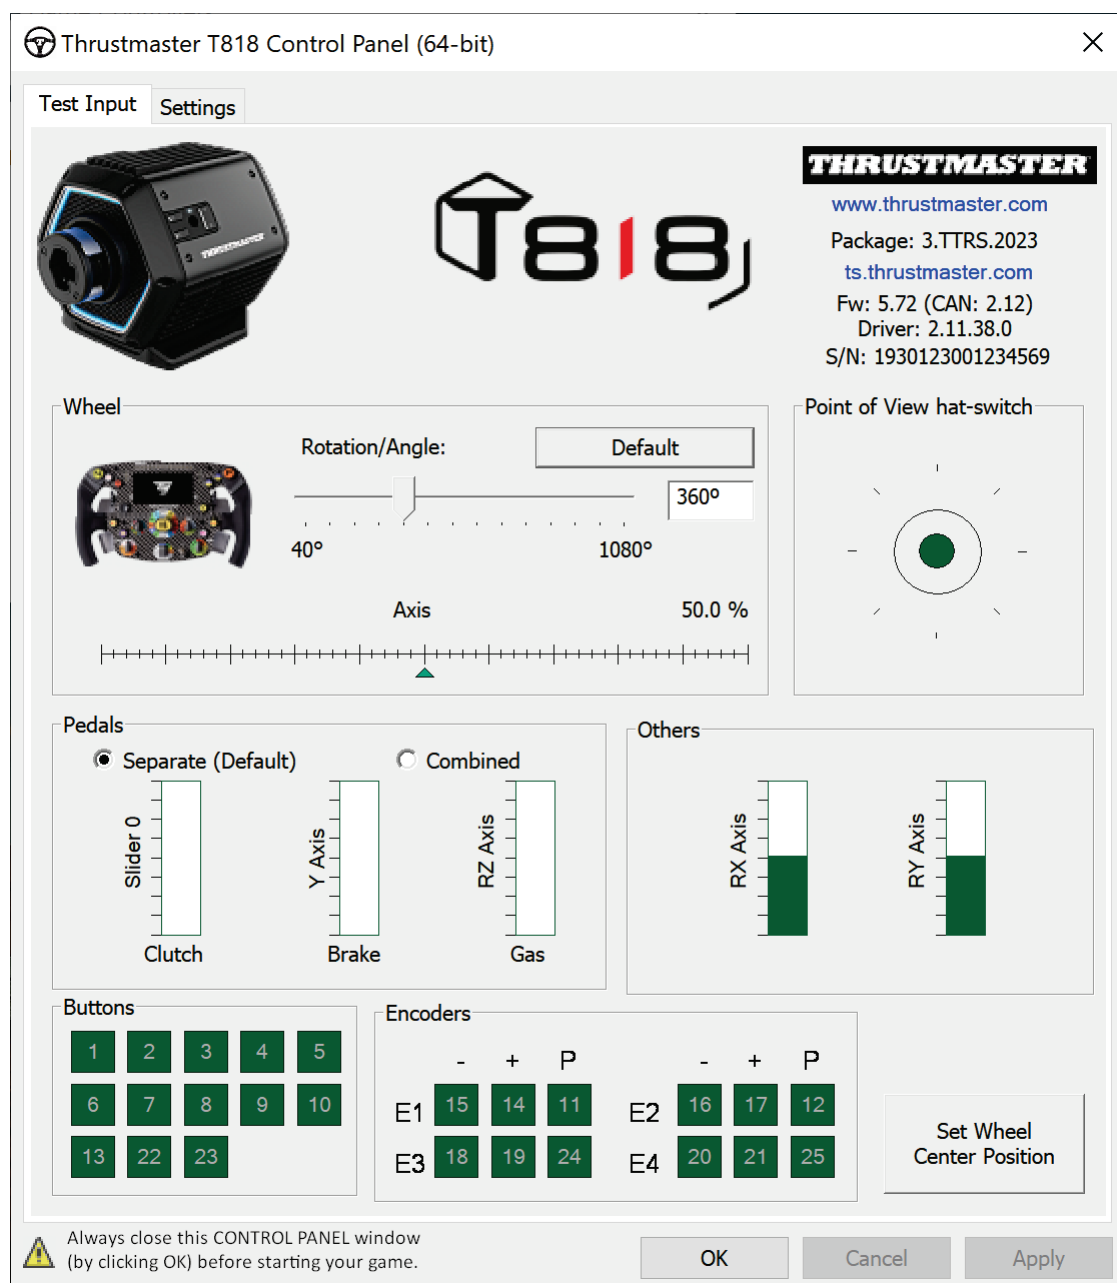 Thrustmaster T818 Control Panel (64-bit)
Test Input
Settings
THRUSTMASTER
T818
THRUSTMASTER
www.thrustmaster.com
Package: 3.TTRS.2023
ts.thrustmaster.com
Fw: 5.72 (CAN: 2.12)
Driver: 2.11.38.0
S/N: 1930123001234569
Wheel
Rotation/Angle:
Default
360º
40º
1080º
Axis
50.0 %
Point of View hat-switch
Pedals
Separate (Default)
Combined
Slider 0
Y Axis
RZ Axis
Clutch
Brake
Gas
Others
RX Axis
RY Axis
Buttons
1 2 3 4 5
6 7 8 9 10
13 22 23
Encoders
- + P - + P
E1 15 14 11 E2 16 17 12
E3 18 19 24 E4 20 21 25
Set Wheel
Center Position
Always close this CONTROL PANEL window
(by clicking OK) before starting your game.
OK
Cancel
Apply